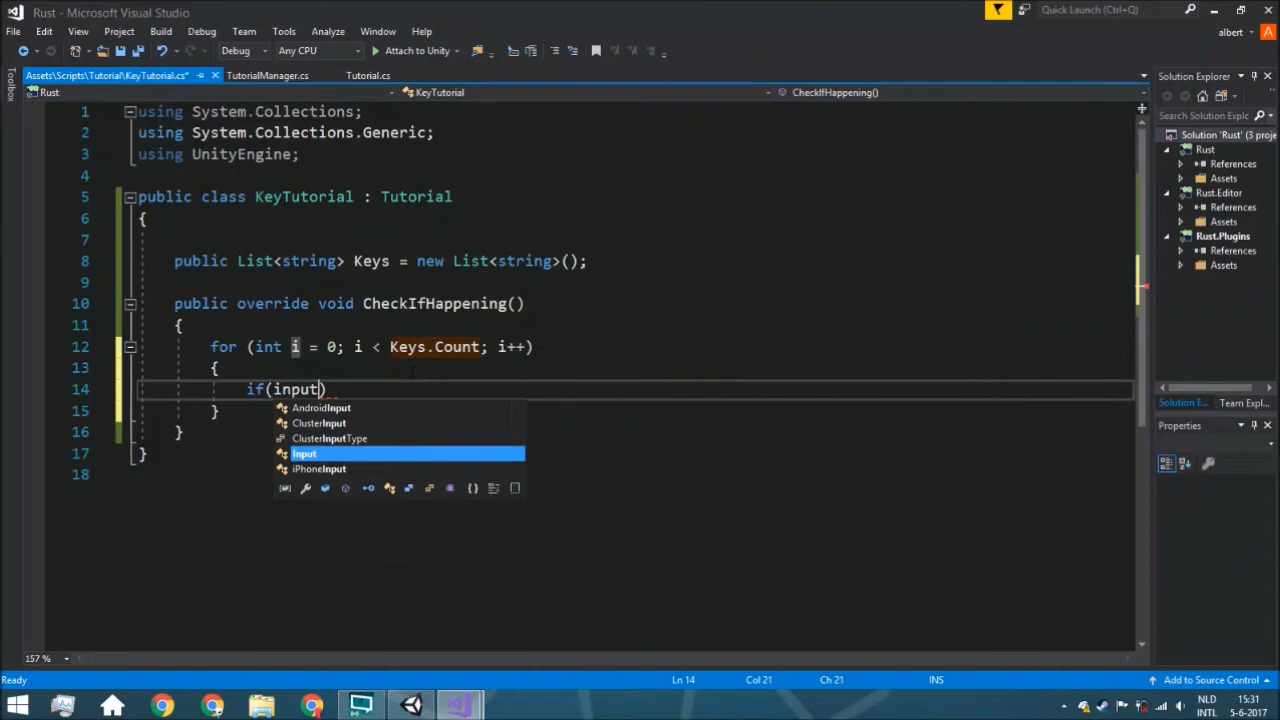 Rust - Microsoft Visual Studio
Quick Launch (Ctrl+Q)
File Edit View Project Build Debug Team Tools Architecture Test Analyze Window Help
albert A
Debug Any CPU Attach to Unity
Toolbox
Assets\Scripts\Tutorial\KeyTutorial.cs* TutorialManager.cs Tutorial.cs
Rust KeyTutorial CheckIfHappening()
1 using System.Collections;
2 using System.Collections.Generic;
3 using UnityEngine;
4
5 public class KeyTutorial : Tutorial
6 {
7
8 public List<string> Keys = new List<string>();
9
10 public override void CheckIfHappening()
11 {
12 for (int i = 0; i < Keys.Count; i++)
13 {
14 if(input)
15 }
16 }
17 }
18
AndroidInput
ClusterInput
ClusterInputType
Input
iPhoneInput
157 %
Solution Explorer
Search Solution Explc
Solution 'Rust' (3 proje
Rust
References
Assets
Rust.Editor
References
Assets
Rust.Plugins
References
Assets
Solution E... Team Expl...
Properties
Ready Ln 14 Col 21 Ch 21 INS Add to Source Control
NLD 15:31
INTL 5-6-2017